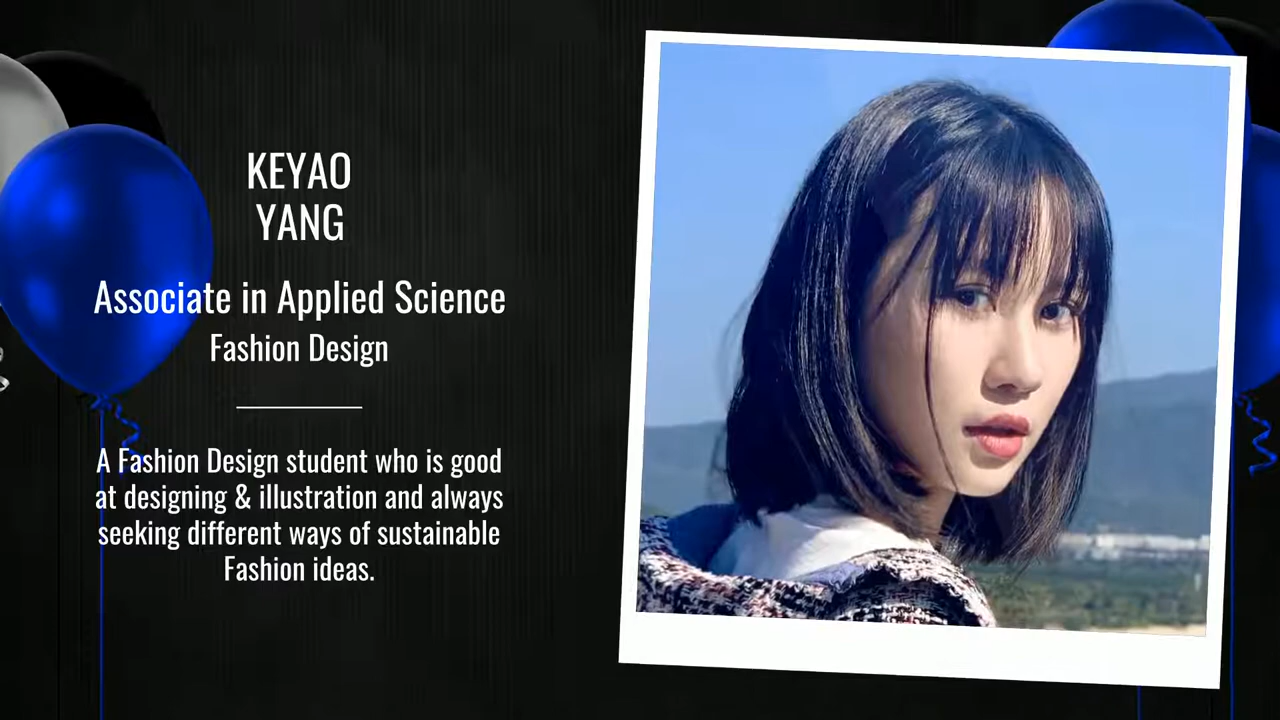 KEYAO
YANG
Associate in Applied Science
Fashion Design
A Fashion Design student who is good
at designing & illustration and always
seeking different ways of sustainable
Fashion ideas.